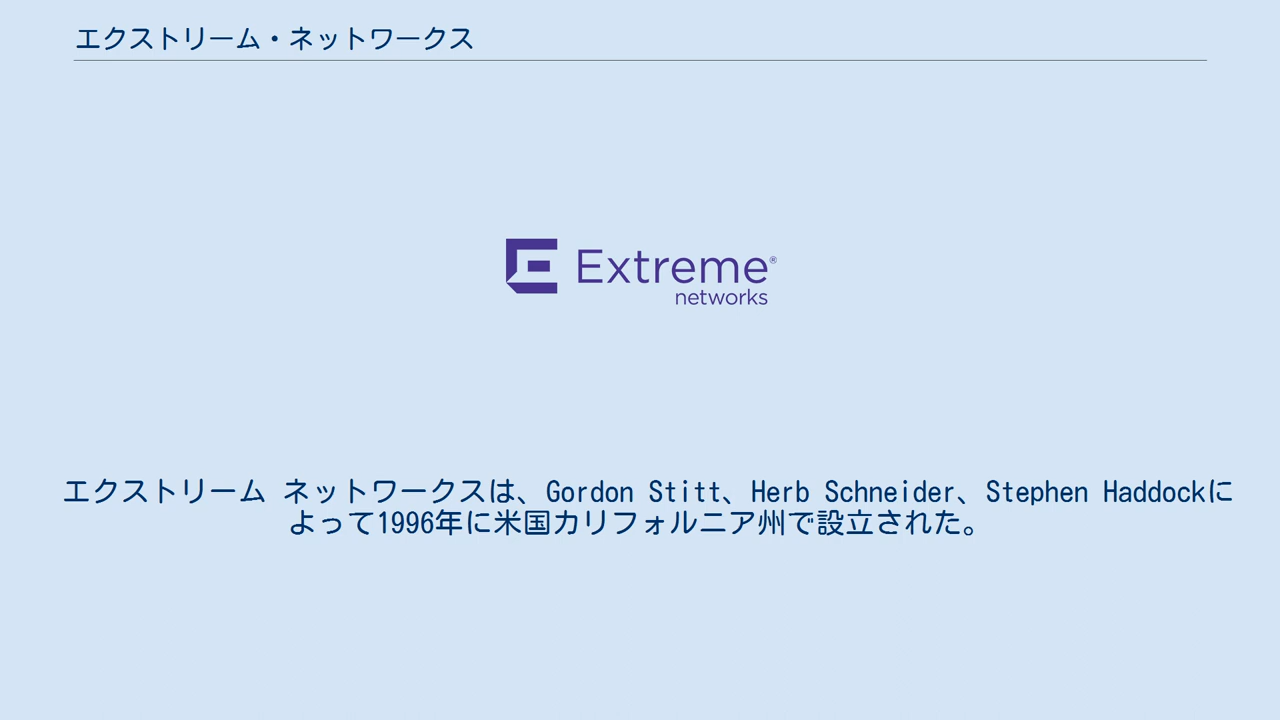 エクストリーム・ネットワークス
Extreme®
networks
エクストリーム ネットワークスは、Gordon Stitt、Herb Schneider、Stephen Haddockに
よって1996年に米国カリフォルニア州で設立された。